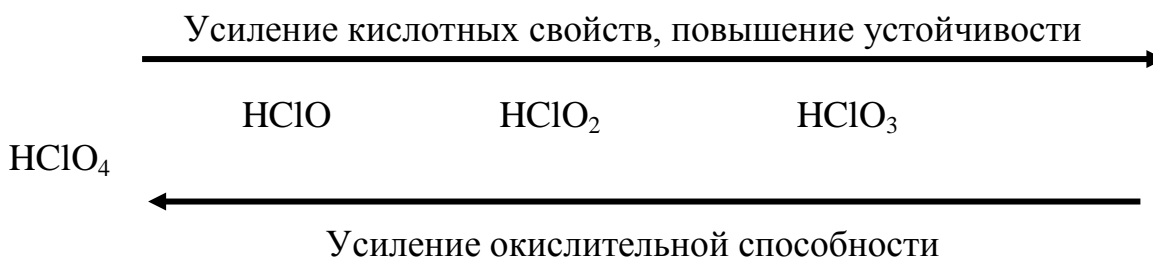 Усиление кислотных свойств, повышение устойчивости
HClO HClO₂ HClO₃
HClO₄
Усиление окислительной способности